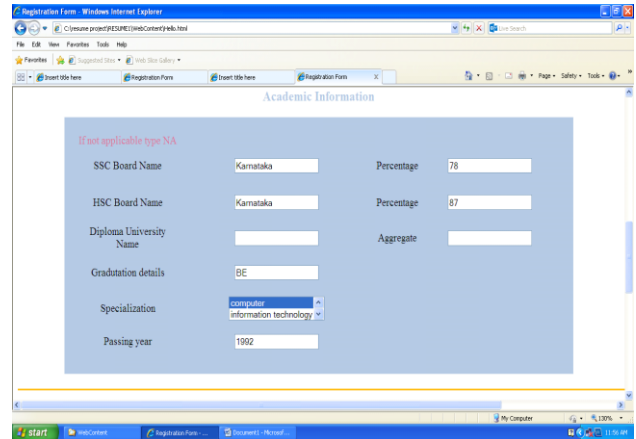 Registration Form - Windows Internet Explorer
C:\resume project\RESUME1\WebContent\Hello.html
Live Search
File Edit View Favorites Tools Help
Favorites Suggested Sites Web Slice Gallery
Insert title here Registration Form Insert title here Registration Form X Page Safety Tools
Academic Information
If not applicable type NA
SSC Board Name Karnataka Percentage 78
HSC Board Name Karnataka Percentage 87
Diploma University Aggregate
Name
Gradutation details BE
Specialization computer
information technology
Passing year 1992
My Computer 130%
start WebContent Registration Form - ... Document1 - Microsof... 11:56 AM